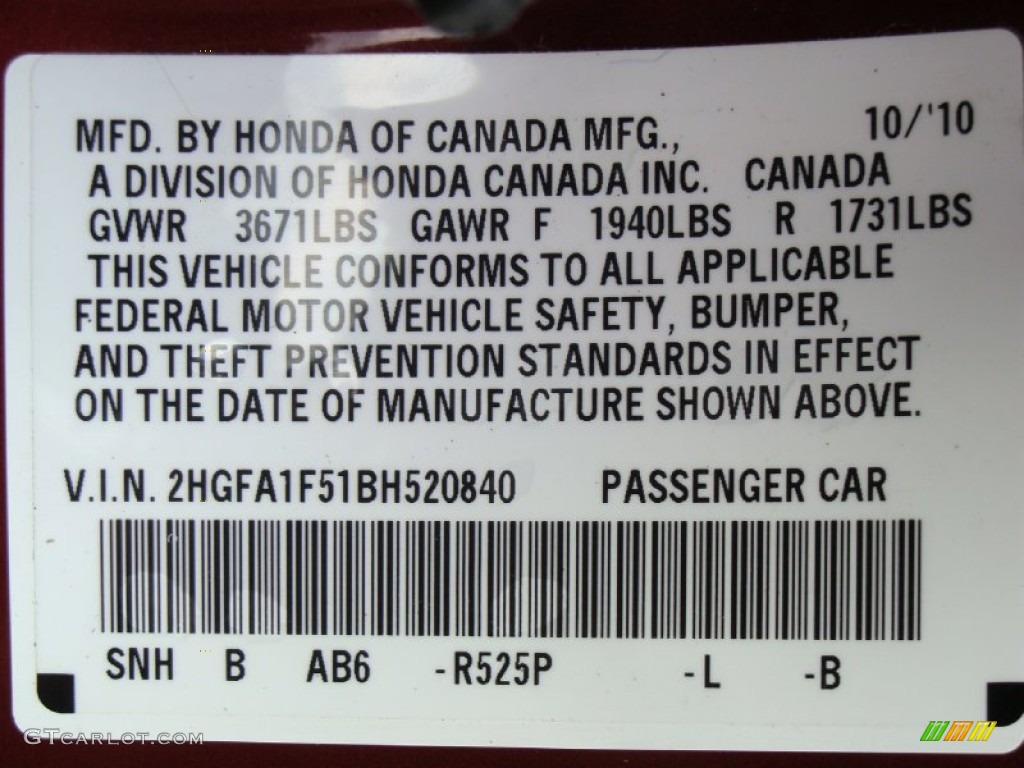 MFD. BY HONDA OF CANADA MFG., 10/'10
A DIVISION OF HONDA CANADA INC. CANADA
GVWR 3671LBS GAWR F 1940LBS R 1731LBS
THIS VEHICLE CONFORMS TO ALL APPLICABLE
FEDERAL MOTOR VEHICLE SAFETY, BUMPER,
AND THEFT PREVENTION STANDARDS IN EFFECT
ON THE DATE OF MANUFACTURE SHOWN ABOVE.
V.I.N. 2HGFA1F51BH520840 PASSENGER CAR
SNH B AB6 -R525P -L -B
GTCARLOT.COM